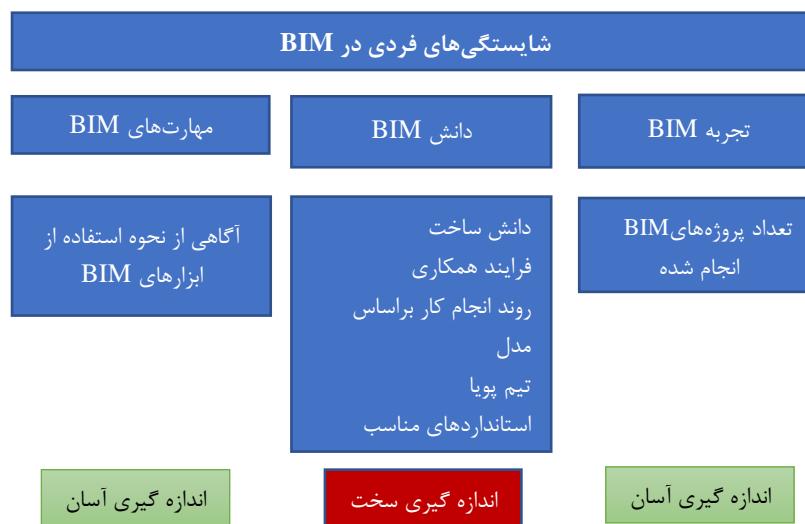 شایستگی‌های فردی در BIM
تجربه BIM
دانش BIM
مهارت‌های BIM
تعداد پروژه‌های BIM
انجام شده
دانش ساخت
فرایند همکاری
روند انجام کار براساس
مدل
تیم پویا
استانداردهای مناسب
آگاهی از نحوه استفاده از
ابزارهای BIM
اندازه گیری آسان
اندازه گیری سخت
اندازه گیری آسان